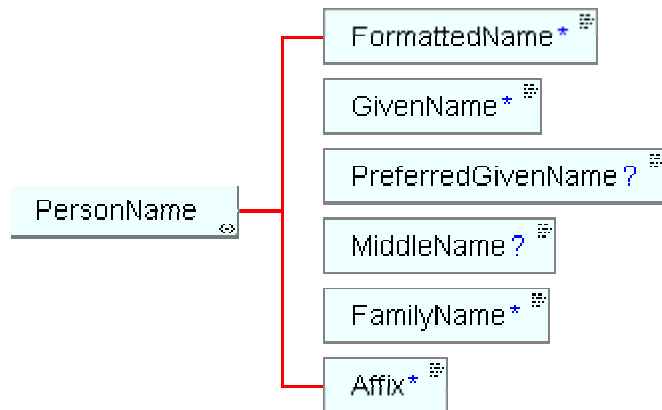 FormattedName*
GivenName*
PreferredGivenName?
PersonName
MiddleName?
FamilyName*
Affix*